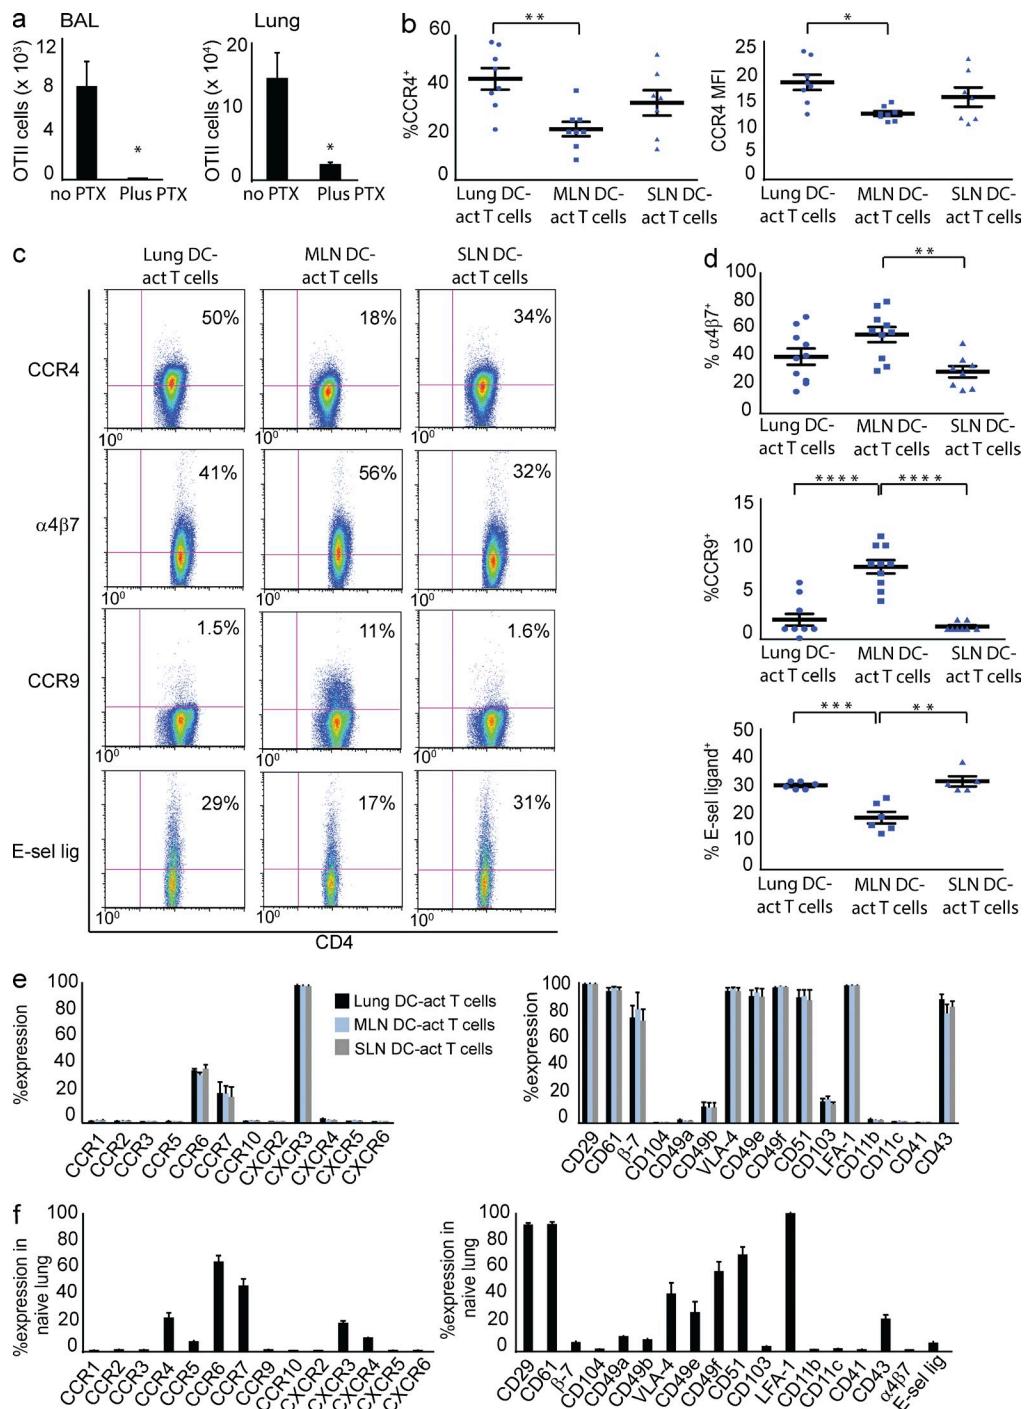 a
BAL
Lung
OTII cells (x 10³)
12
8
4
0
no PTX
Plus PTX
*
OTII cells (x 10⁴)
20
10
0
no PTX
Plus PTX
*
b
%CCR4⁺
60
40
20
0
**
Lung DC-
act T cells
MLN DC-
act T cells
SLN DC-
act T cells
CCR4 MFI
25
20
15
10
5
0
*
Lung DC-
act T cells
MLN DC-
act T cells
SLN DC-
act T cells
c
Lung DC-
act T cells
MLN DC-
act T cells
SLN DC-
act T cells
CCR4
50%
18%
34%
10⁰
10⁰
10⁰
α4β7
41%
56%
32%
10⁰
10⁰
10⁰
CCR9
1.5%
11%
1.6%
10⁰
10⁰
10⁰
E-sel lig
29%
17%
31%
10⁰
10⁰
10⁰
CD4
d
% α4β7⁺
100
80
60
40
20
0
**
Lung DC-
act T cells
MLN DC-
act T cells
SLN DC-
act T cells
%CCR9⁺
15
10
5
0
****
****
Lung DC-
act T cells
MLN DC-
act T cells
SLN DC-
act T cells
% E-sel ligand⁺
50
40
30
20
10
0
***
**
Lung DC-
act T cells
MLN DC-
act T cells
SLN DC-
act T cells
e
%expression
100
80
60
40
20
0
Lung DC-act T cells
MLN DC-act T cells
SLN DC-act T cells
CCR1
CCR2
CCR3
CCR5
CCR6
CCR7
CCR10
CXCR2
CXCR3
CXCR4
CXCR5
CXCR6
%expression
100
80
60
40
20
0
CD29
CD61
β-7
CD104
CD49a
CD49b
VLA-4
CD49e
CD49f
CD51
CD103
LFA-1
CD11b
CD11c
CD41
CD43
f
%expression in
naive lung
100
80
60
40
20
0
CCR1
CCR2
CCR3
CCR4
CCR5
CCR6
CCR7
CCR9
CCR10
CXCR2
CXCR3
CXCR4
CXCR5
CXCR6
%expression in
naive lung
100
80
60
40
20
0
CD29
CD61
β-7
CD104
CD49a
CD49b
VLA-4
CD49e
CD49f
CD51
CD103
LFA-1
CD11b
CD11c
CD41
CD43
α4β7
E-sel lig